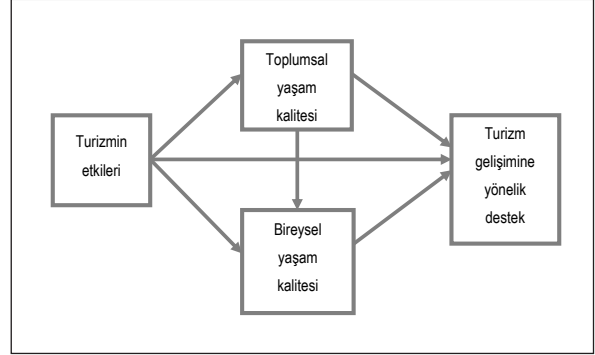 Toplumsal
yaşam
kalitesi
Turizmin
etkileri
Turizm
gelişimine
yönelik
destek
Bireysel
yaşam
kalitesi